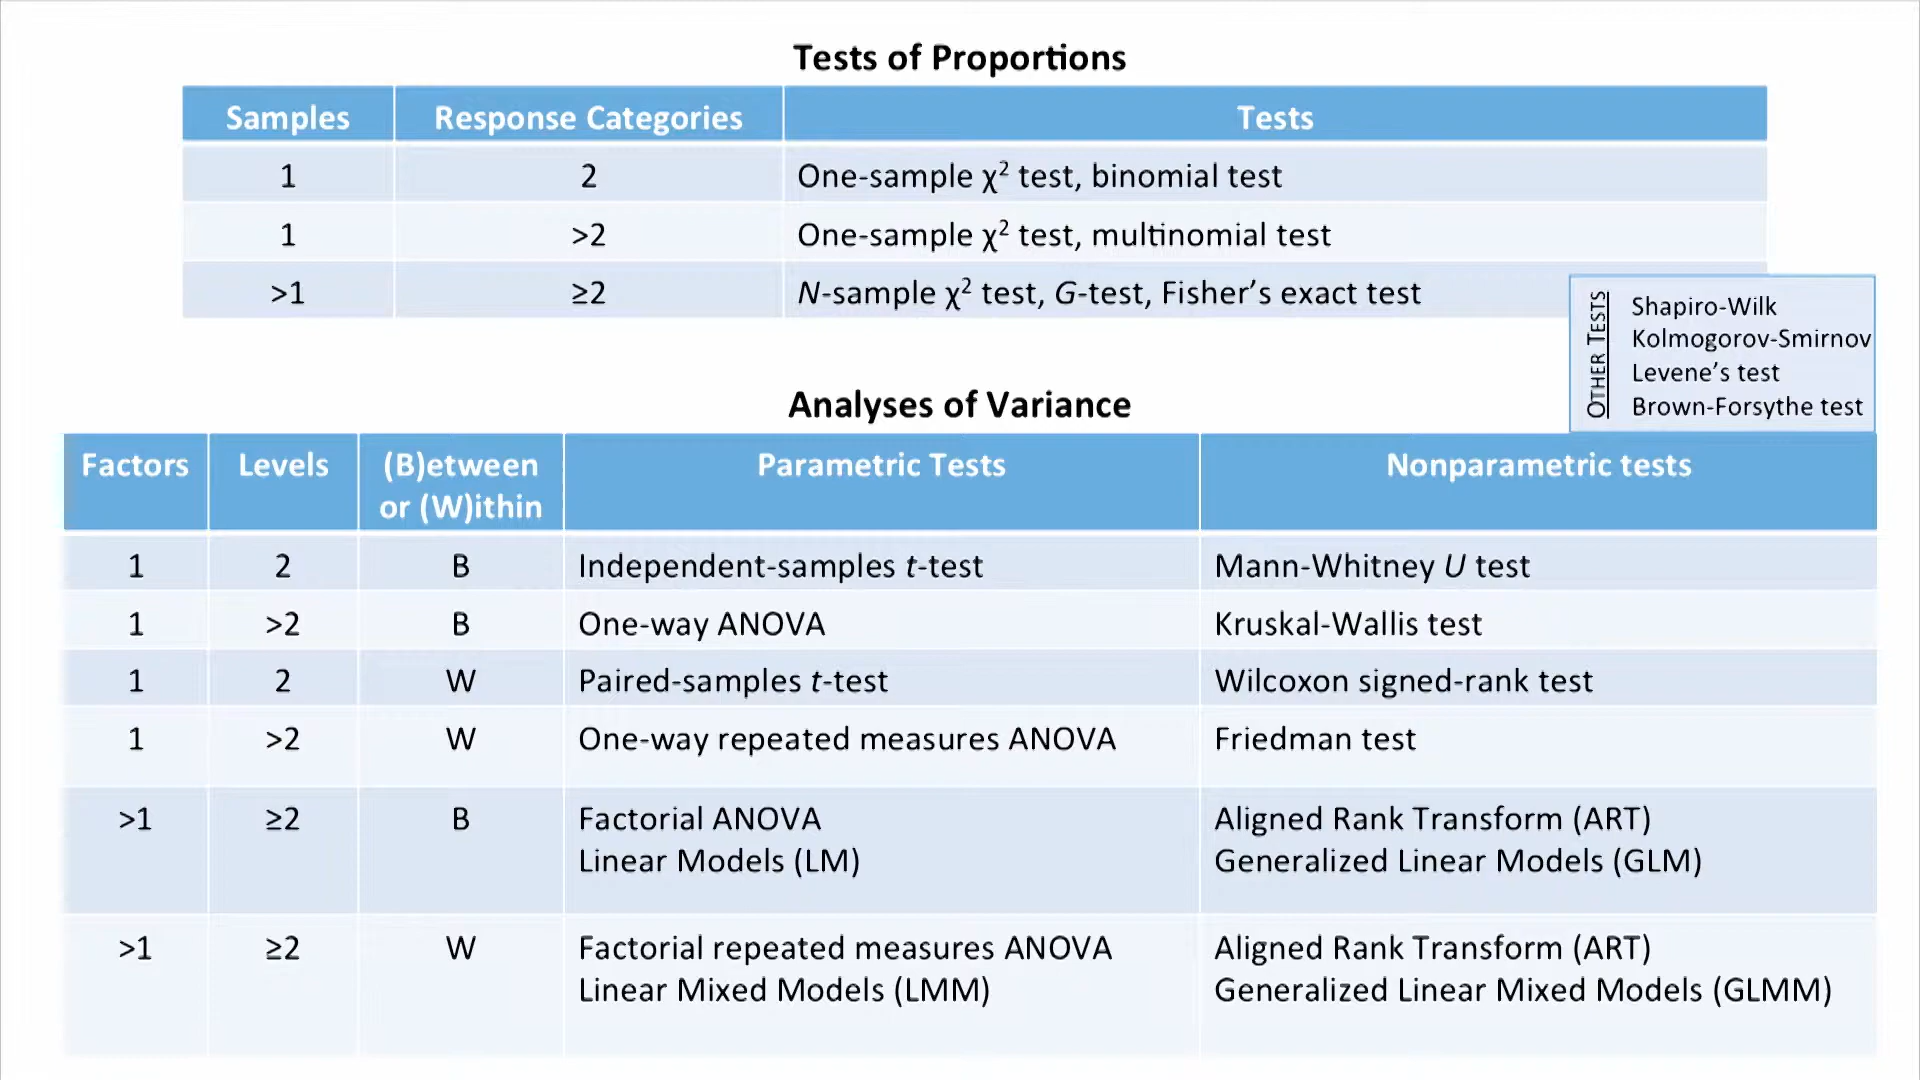 Tests of Proportions
Samples Response Categories Tests
1 2 One-sample χ² test, binomial test
1 >2 One-sample χ² test, multinomial test
>1 ≥2 N-sample χ² test, G-test, Fisher’s exact test
OTHER TESTS
Shapiro-Wilk
Kolmogorov-Smirnov
Levene’s test
Brown-Forsythe test
Analyses of Variance
Factors Levels (B)etween Parametric Tests Nonparametric tests
or (W)ithin
1 2 B Independent-samples t-test Mann-Whitney U test
1 >2 B One-way ANOVA Kruskal-Wallis test
1 2 W Paired-samples t-test Wilcoxon signed-rank test
1 >2 W One-way repeated measures ANOVA Friedman test
>1 ≥2 B Factorial ANOVA Aligned Rank Transform (ART)
Linear Models (LM) Generalized Linear Models (GLM)
>1 ≥2 W Factorial repeated measures ANOVA Aligned Rank Transform (ART)
Linear Mixed Models (LMM) Generalized Linear Mixed Models (GLMM)